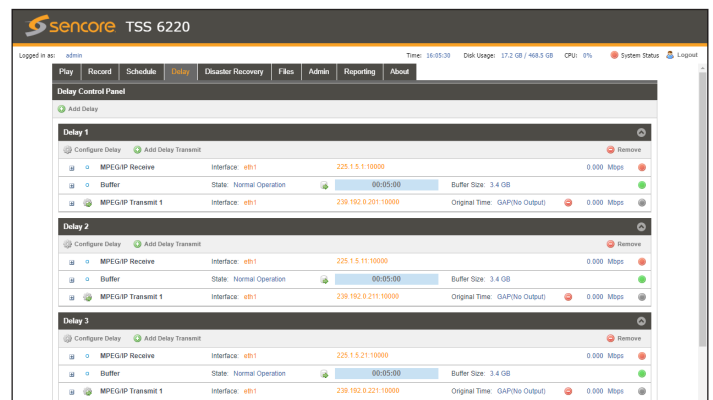 sencore TSS 6220
Logged in as: admin Time: 16:05:30 Disk Usage: 17.2 GB / 468.5 GB CPU: 0% System Status Logout
Play Record Schedule Delay Disaster Recovery Files Admin Reporting About
Delay Control Panel
Add Delay
Delay 1
Configure Delay Add Delay Transmit Remove
MPEG/IP Receive Interface: eth1 225.1.5.1:10000 0.000 Mbps
Buffer State: Normal Operation 00:05:00 Buffer Size: 3.4 GB
MPEG/IP Transmit 1 Interface: eth1 239.192.0.201:10000 Original Time: GAP(No Output) 0.000 Mbps
Delay 2
Configure Delay Add Delay Transmit Remove
MPEG/IP Receive Interface: eth1 225.1.5.11:10000 0.000 Mbps
Buffer State: Normal Operation 00:05:00 Buffer Size: 3.4 GB
MPEG/IP Transmit 1 Interface: eth1 239.192.0.211:10000 Original Time: GAP(No Output) 0.000 Mbps
Delay 3
Configure Delay Add Delay Transmit Remove
MPEG/IP Receive Interface: eth1 225.1.5.21:10000 0.000 Mbps
Buffer State: Normal Operation 00:05:00 Buffer Size: 3.4 GB
MPEG/IP Transmit 1 Interface: eth1 239.192.0.221:10000 Original Time: GAP(No Output) 0.000 Mbps